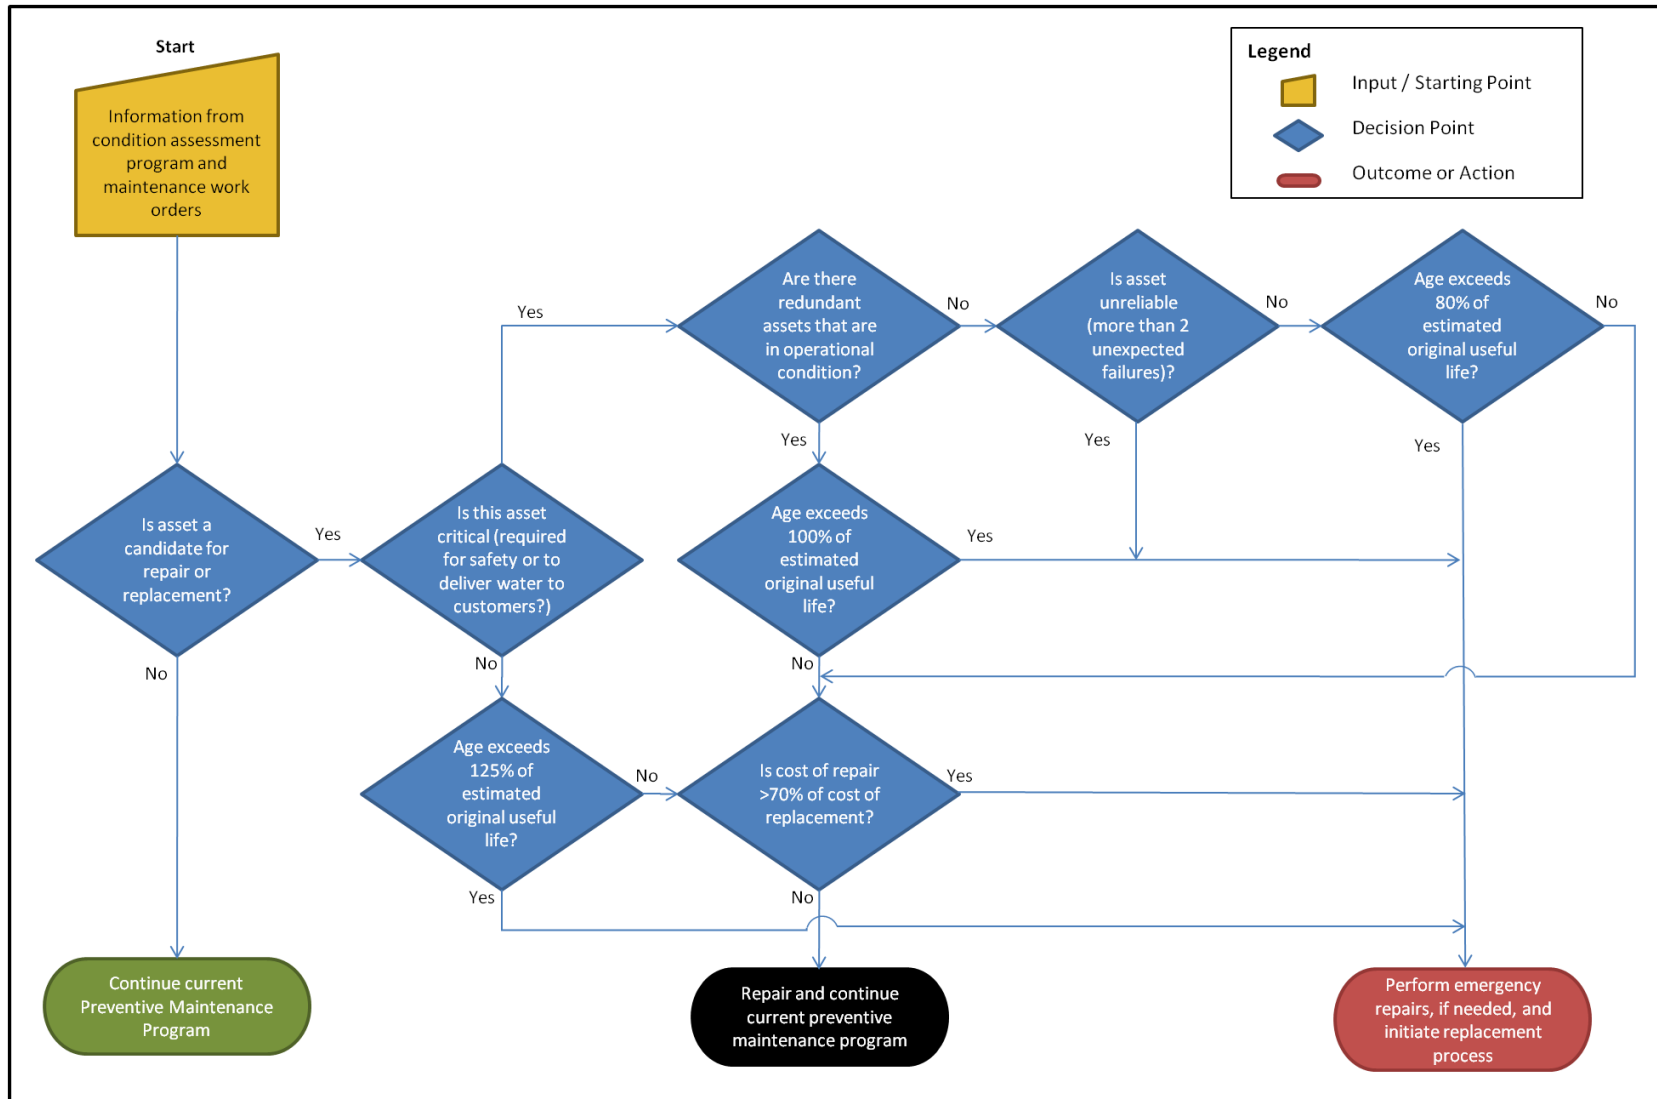 Start
Information from
condition assessment
program and
maintenance work
orders
Legend
Input / Starting Point
Decision Point
Outcome or Action
Is asset a
candidate for
repair or
replacement?
Yes
No
Is this asset
critical (required
for safety or to
deliver water to
customers?)
Yes
No
Are there
redundant
assets that are
in operational
condition?
No
Yes
Is asset
unreliable
(more than 2
unexpected
failures)?
No
Yes
Age exceeds
80% of
estimated
original useful
life?
No
Yes
Age exceeds
100% of
estimated
original useful
life?
Yes
No
Age exceeds
125% of
estimated
original useful
life?
No
Yes
Is cost of repair
>70% of cost of
replacement?
Yes
No
Continue current
Preventive Maintenance
Program
Repair and continue
current preventive
maintenance program
Perform emergency
repairs, if needed, and
initiate replacement
process